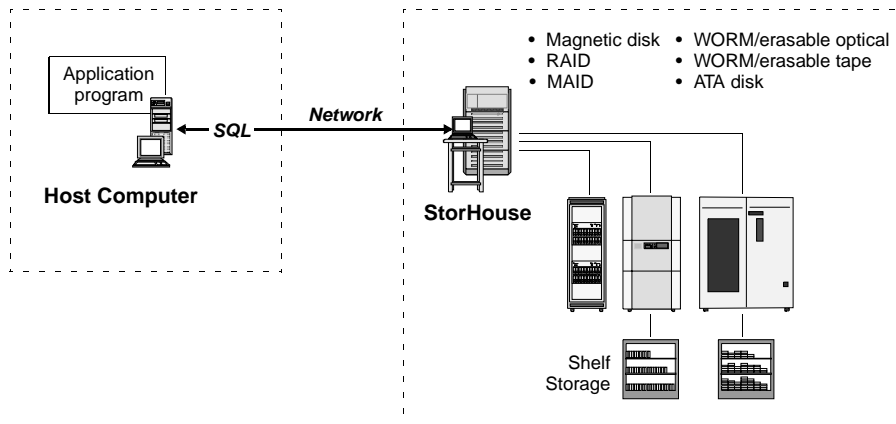 Application
program
SQL
Network
Host Computer
• Magnetic disk
• RAID
• MAID
• WORM/erasable optical
• WORM/erasable tape
• ATA disk
StorHouse
Shelf
Storage